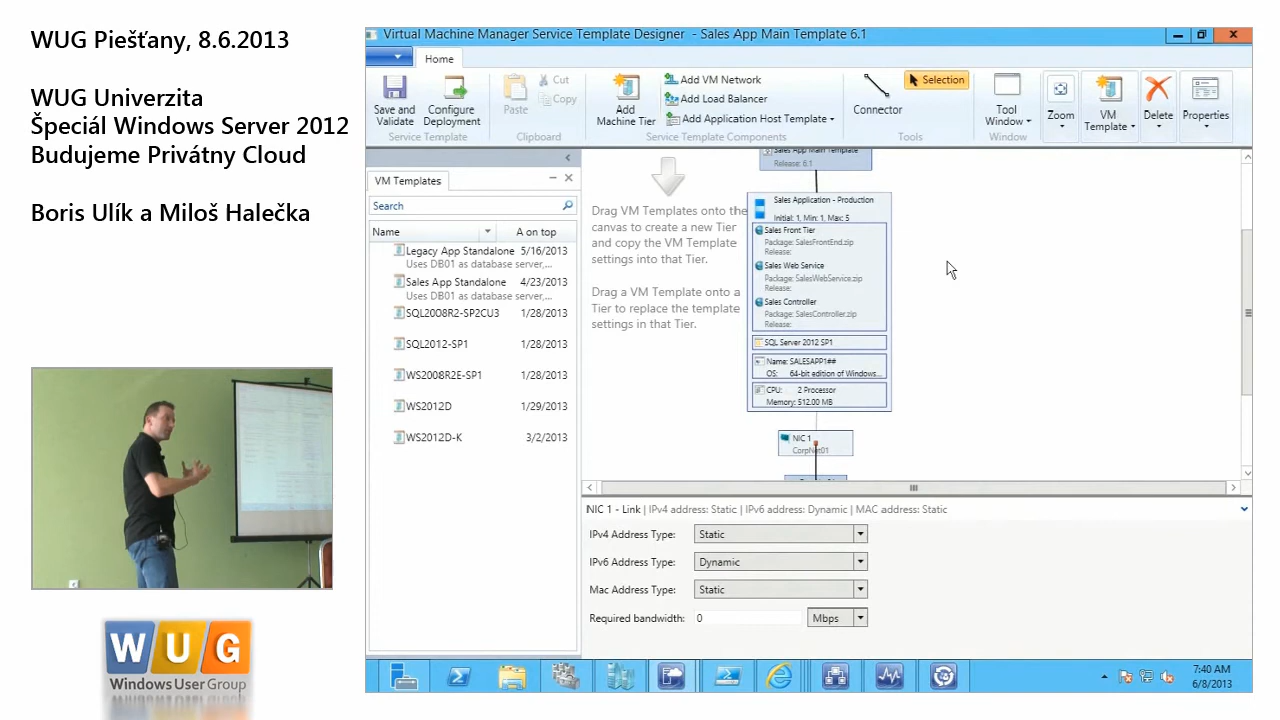 WUG Piešťany, 8.6.2013
WUG Univerzita
Špeciál Windows Server 2012
Budujeme Privátny Cloud
Boris Ulík a Miloš Halečka
WUG
Windows User Group
Virtual Machine Manager Service Template Designer - Sales App Main Template 6.1
Home
Save and Validate
Configure Deployment
Service Template
Paste
Cut
Copy
Clipboard
Add Machine Tier
Add VM Network
Add Load Balancer
Add Application Host Template
Service Template Components
Connector
Selection
Tools
Tool Window
Window
Zoom
VM Template
Delete
Properties
VM Templates
Search
Name A on top
Legacy App Standalone 5/16/2013
Uses DB01 as database server,...
Sales App Standalone 4/23/2013
Uses DB01 as database server,...
SQL2008R2-SP2CU3 1/28/2013
SQL2012-SP1 1/28/2013
WS2008R2E-SP1 1/28/2013
WS2012D 1/29/2013
WS2012D-K 3/2/2013
Drag VM Templates onto the
canvas to create a new Tier
and copy the VM Template
settings into that Tier.
Drag a VM Template onto a
Tier to replace the template
settings in that Tier.
Sales App Main Template
Release: 6.1
Sales Application - Production
Initial: 1, Min: 1, Max: 5
Sales Front Tier
Package: SalesFrontEnd.zip
Release:
Sales Web Service
Package: SalesWebService.zip
Release:
Sales Controller
Package: SalesController.zip
Release:
SQL Server 2012 SP1
Name: SALESAPP1##
OS: 64-bit edition of Windows...
CPU: 2 Processor
Memory: 512.00 MB
NIC 1
CorpNet01
NIC 1 - Link | IPv4 address: Static | IPv6 address: Dynamic | MAC address: Static
IPv4 Address Type: Static
IPv6 Address Type: Dynamic
Mac Address Type: Static
Required bandwidth: 0 Mbps
7:40 AM
6/8/2013